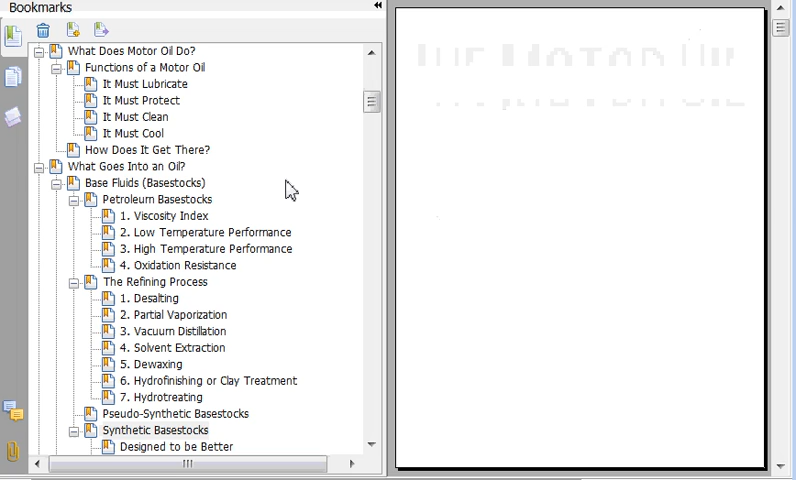 Bookmarks
What Does Motor Oil Do?
Functions of a Motor Oil
It Must Lubricate
It Must Protect
It Must Clean
It Must Cool
How Does It Get There?
What Goes Into an Oil?
Base Fluids (Basestocks)
Petroleum Basestocks
1. Viscosity Index
2. Low Temperature Performance
3. High Temperature Performance
4. Oxidation Resistance
The Refining Process
1. Desalting
2. Partial Vaporization
3. Vacuum Distillation
4. Solvent Extraction
5. Dewaxing
6. Hydrofinishing or Clay Treatment
7. Hydrotreating
Pseudo-Synthetic Basestocks
Synthetic Basestocks
Designed to be Better